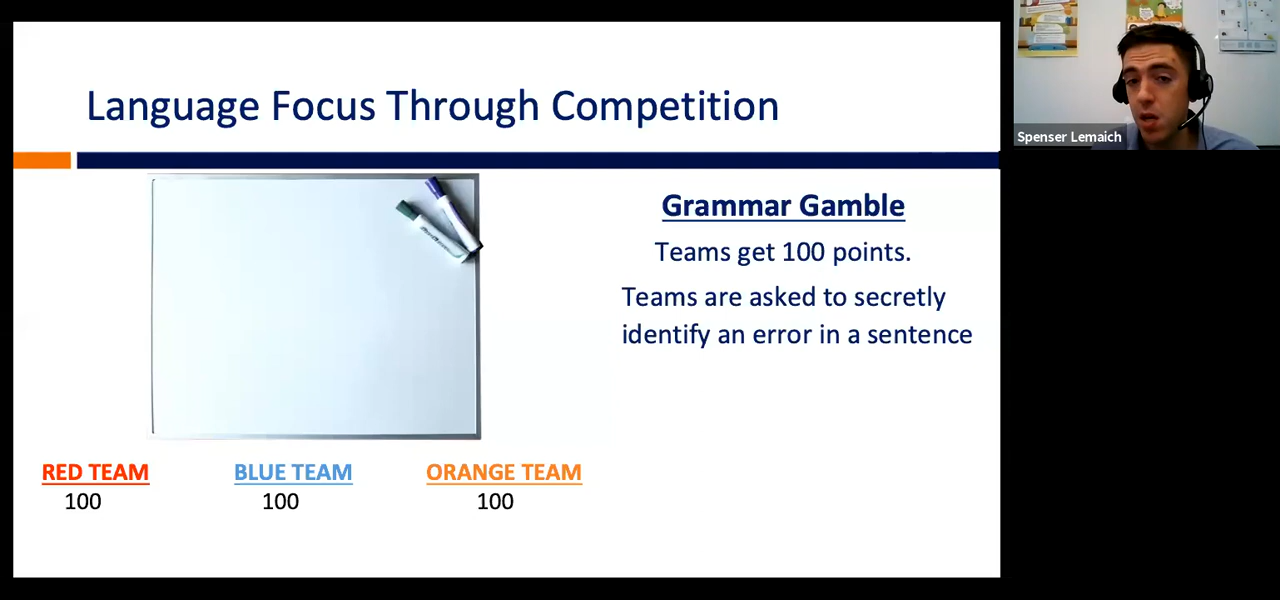 Language Focus Through Competition
Grammar Gamble
Teams get 100 points.
Teams are asked to secretly
identify an error in a sentence
RED TEAM
BLUE TEAM
ORANGE TEAM
100
100
100
Spenser Lemaich